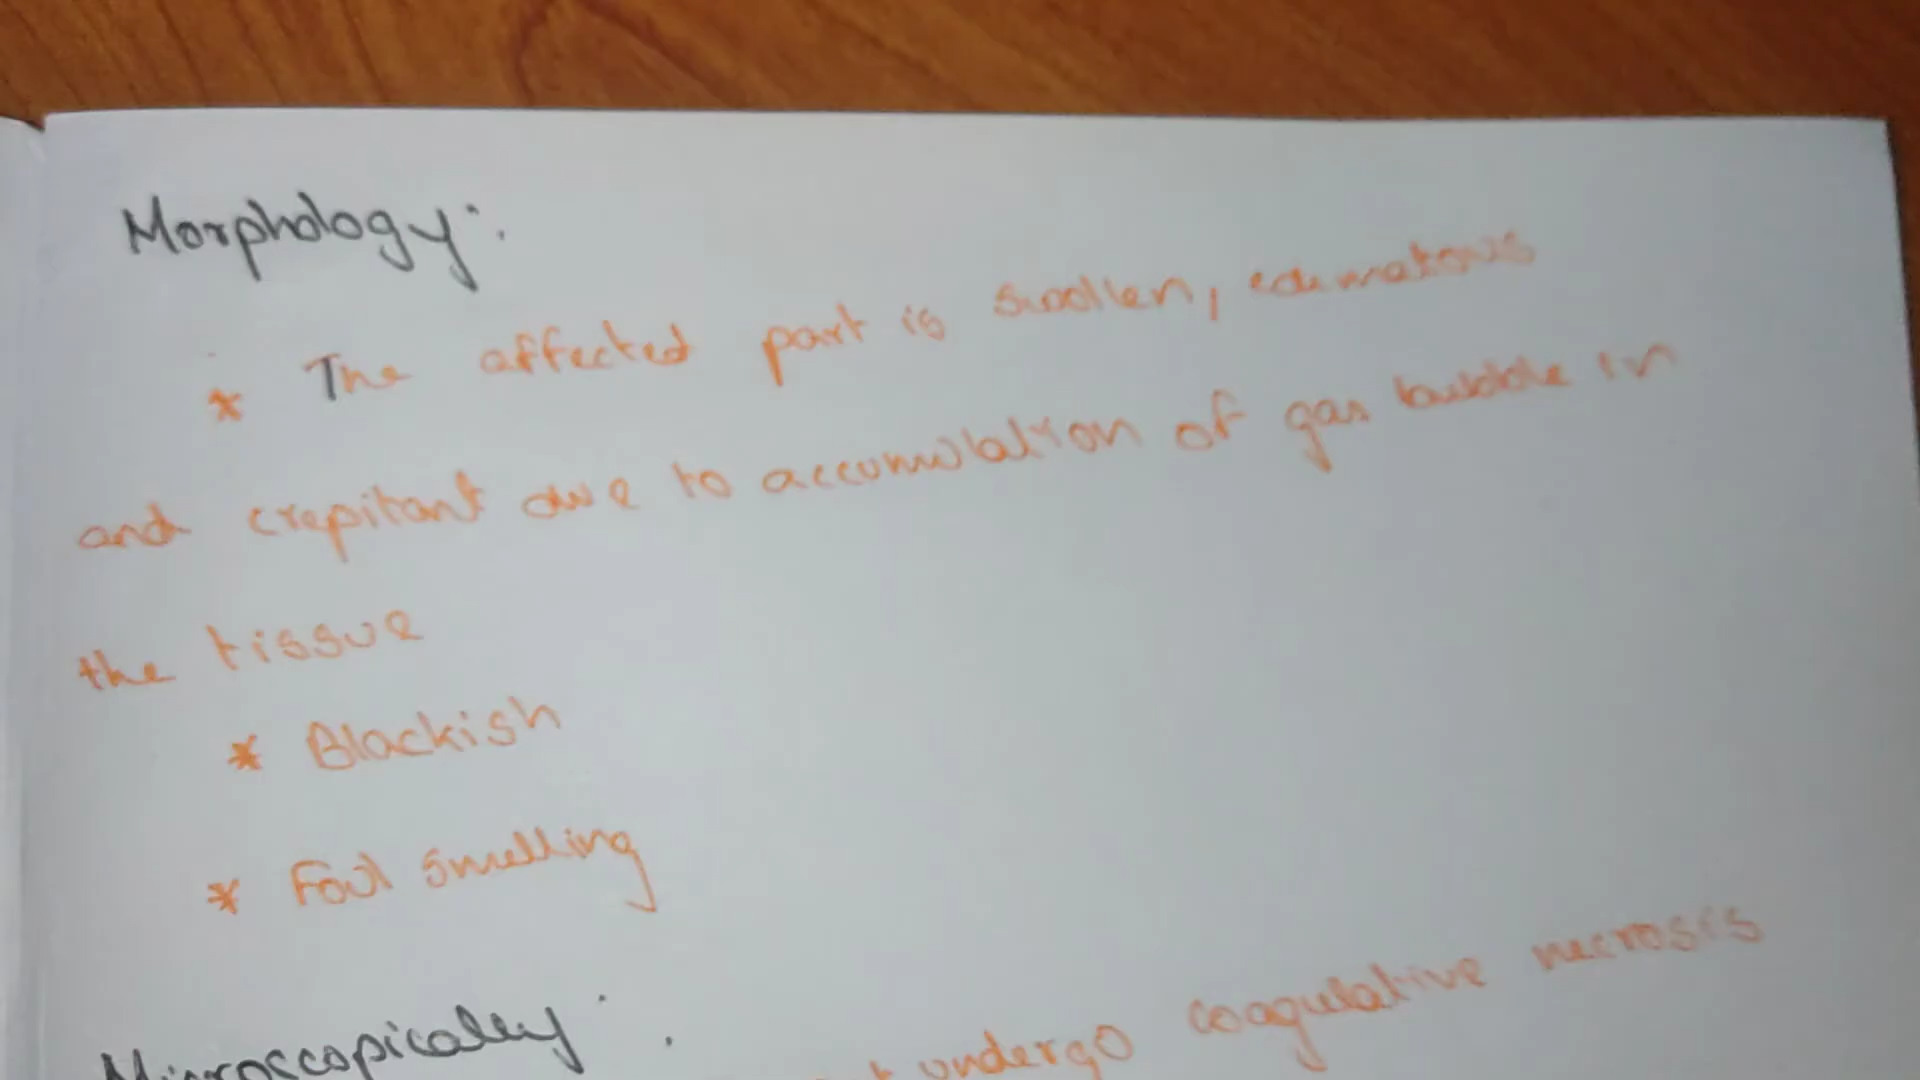 Morphology:
* The affected part is swollen, edematous
and crepitant due to accumulation of gas bubble in
the tissue
* Blackish
* Foul smelling
Microscopicalley:
undergo coagulative necrosis